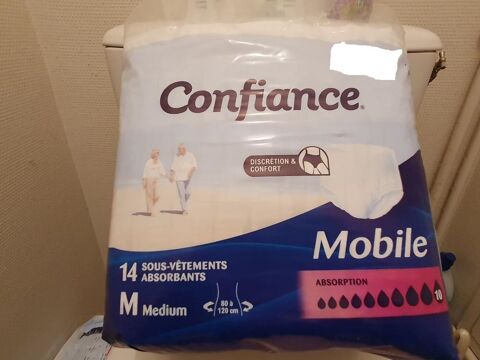 Confiance®
DISCRÉTION &
CONFORT
Mobile
14 SOUS-VÊTEMENTS
ABSORBANTS
ABSORPTION
10
M Medium
80 à
120 cm